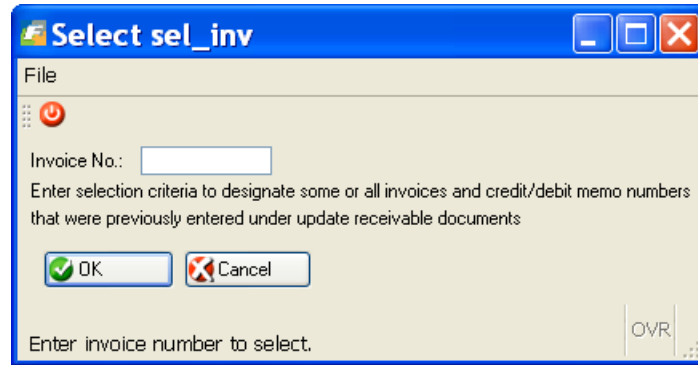 Select sel_inv
File
Invoice No.:
Enter selection criteria to designate some or all invoices and credit/debit memo numbers
that were previously entered under update receivable documents
OK Cancel
OVR
Enter invoice number to select.